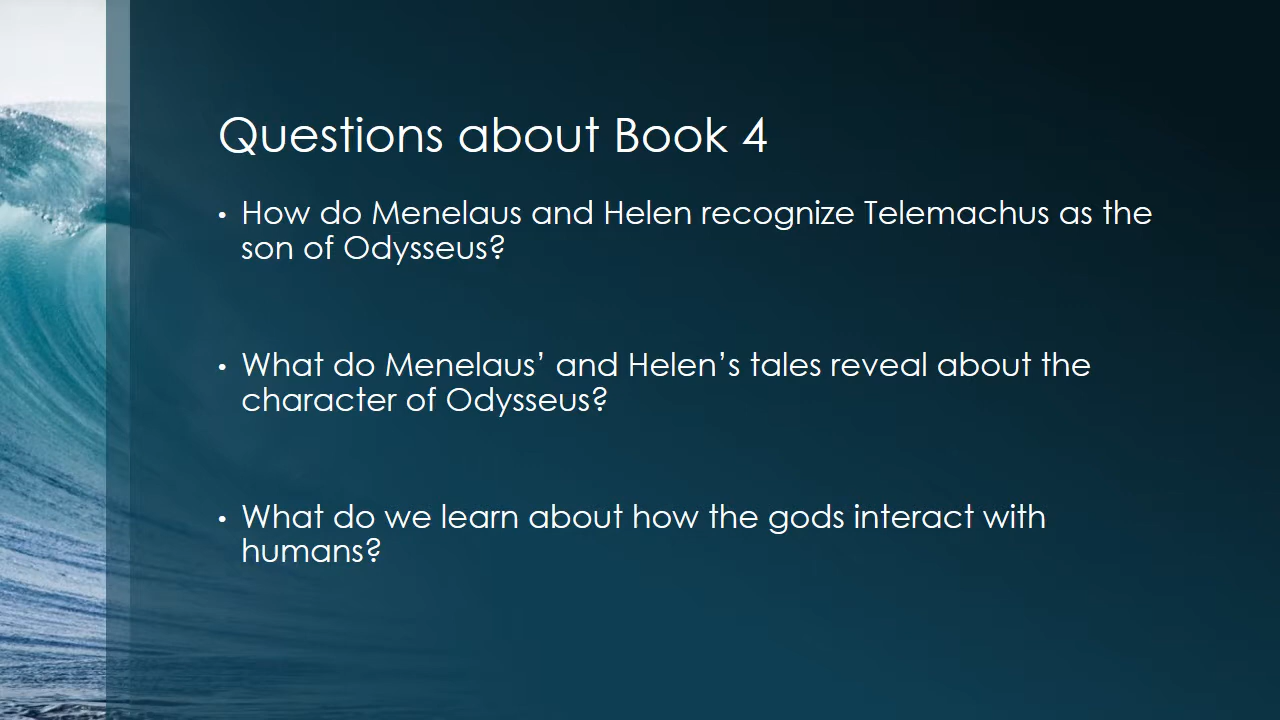 Questions about Book 4
• How do Menelaus and Helen recognize Telemachus as the
son of Odysseus?
• What do Menelaus’ and Helen’s tales reveal about the
character of Odysseus?
• What do we learn about how the gods interact with
humans?